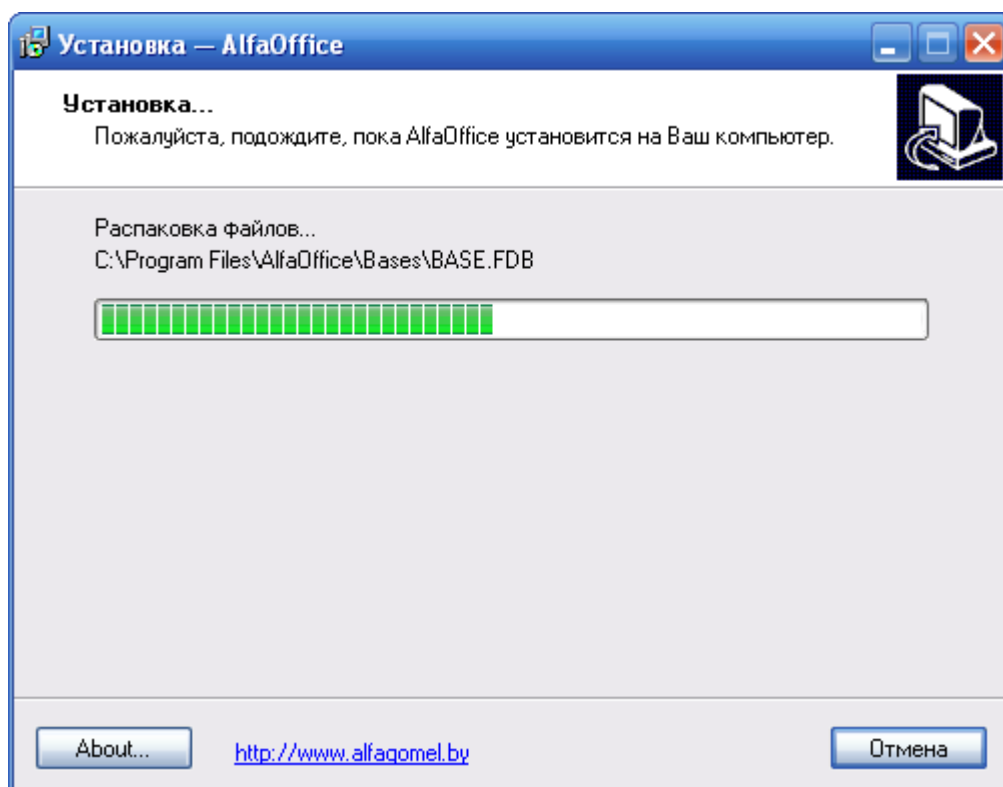 Установка — AlfaOffice
Установка...
Пожалуйста, подождите, пока AlfaOffice установится на Ваш компьютер.
Распаковка файлов...
C:\Program Files\AlfaOffice\Bases\BASE.FDB
About...
http://www.alfagomel.by
Отмена